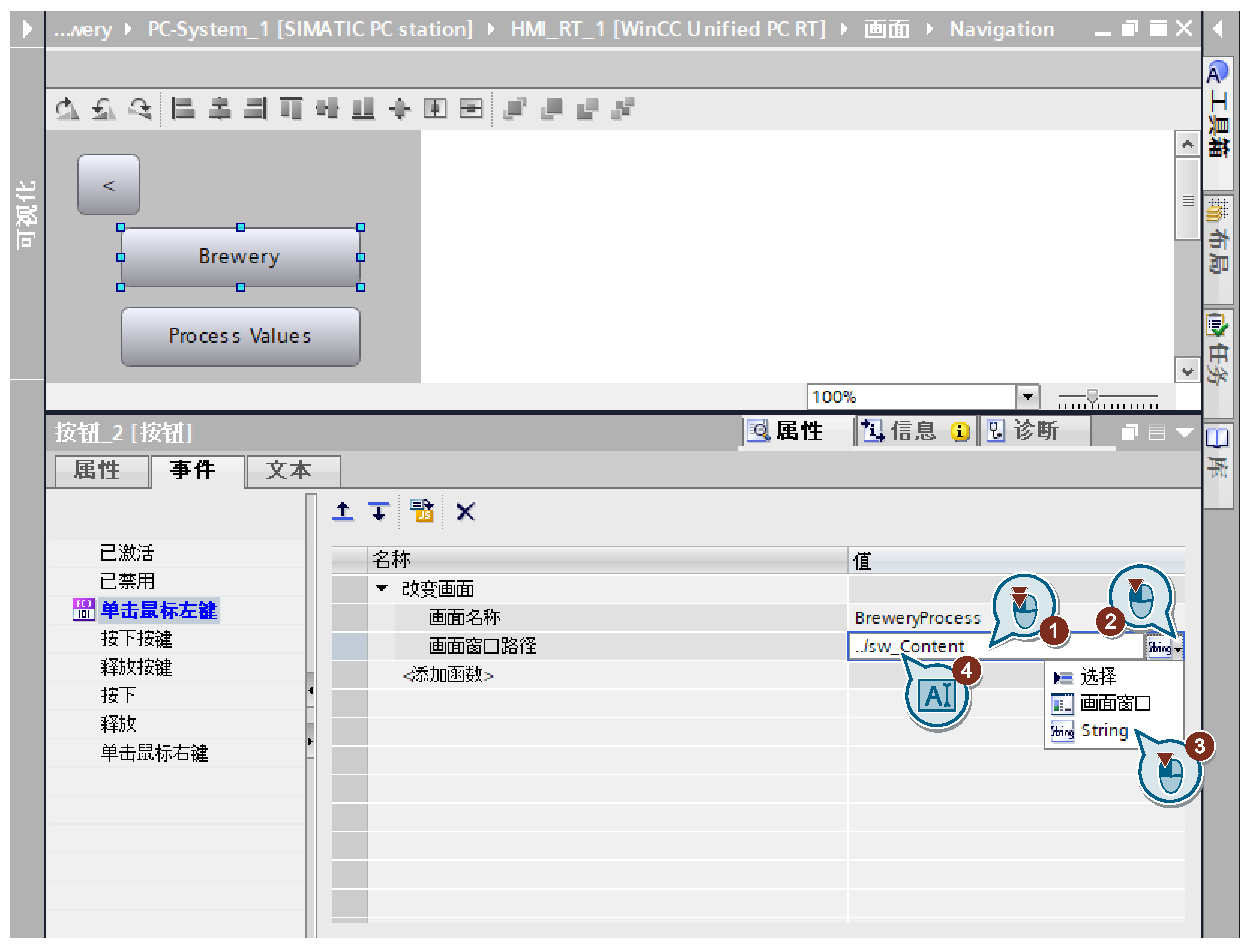 ...wery ▸ PC-System_1 [SIMATIC PC station] ▸ HMI_RT_1 [WinCC Unified PC RT] ▸ 画面 ▸ Navigation
可视化
<
Brewery
Process Values
100%
工具箱
布局
任务
库
按钮_2 [按钮]
属性
信息
诊断
属性
事件
文本
已激活
已禁用
单击鼠标左键
按下按键
释放按键
按下
释放
单击鼠标右键
名称
值
改变画面
画面名称
BreweryProcess
画面窗口路径
../sw_Content
String
<添加函数>
选择
画面窗口
String String
1
2
3
4